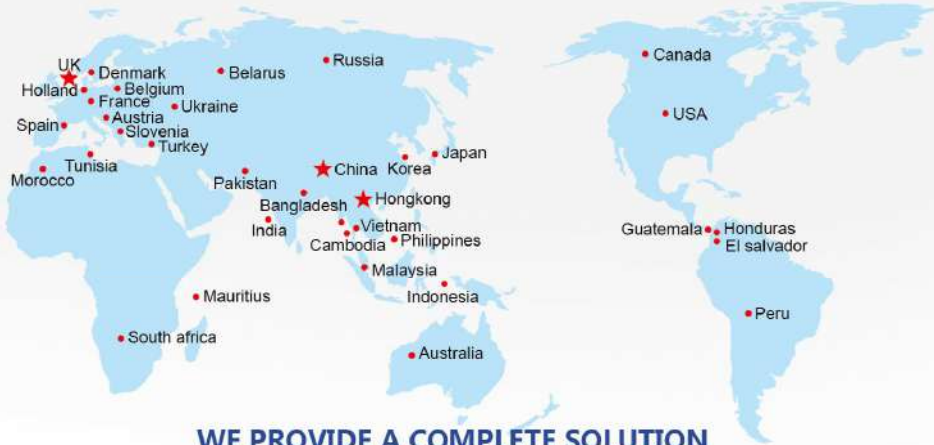 UK
Denmark
Belarus
Russia
Canada
Holland
Belgium
France
Ukraine
USA
Austria
Spain
Slovenia
Turkey
Tunisia
Morocco
Pakistan
China
Korea
Japan
Bangladesh
Hongkong
India
Vietnam
Cambodia
Philippines
Guatemala
Honduras
El salvador
Malaysia
Mauritius
Indonesia
Peru
South africa
Australia
WE PROVIDE A COMPLETE SOLUTION